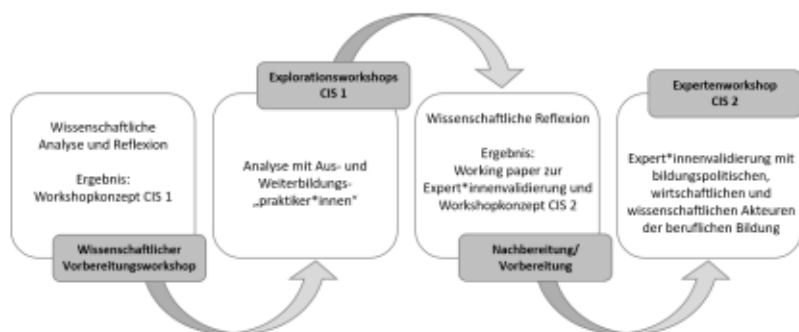 Wissenschaftliche
Analyse und Reflexion
Ergebnis:
Workshopkonzept CIS 1
Wissenschaftlicher
Vorbereitungsworkshop
Explorationsworkshops
CIS 1
Analyse mit Aus- und
Weiterbildungs-
„praktiker*innen“
Wissenschaftliche Reflexion
Ergebnis:
Working paper zur
Expert*innenvalidierung und
Workshopkonzept CIS 2
Nachbereitung/
Vorbereitung
Expertenworkshop
CIS 2
Expert*innenvalidierung mit
bildungspolitischen,
wirtschaftlichen und
wissenschaftlichen Akteuren
der beruflichen Bildung